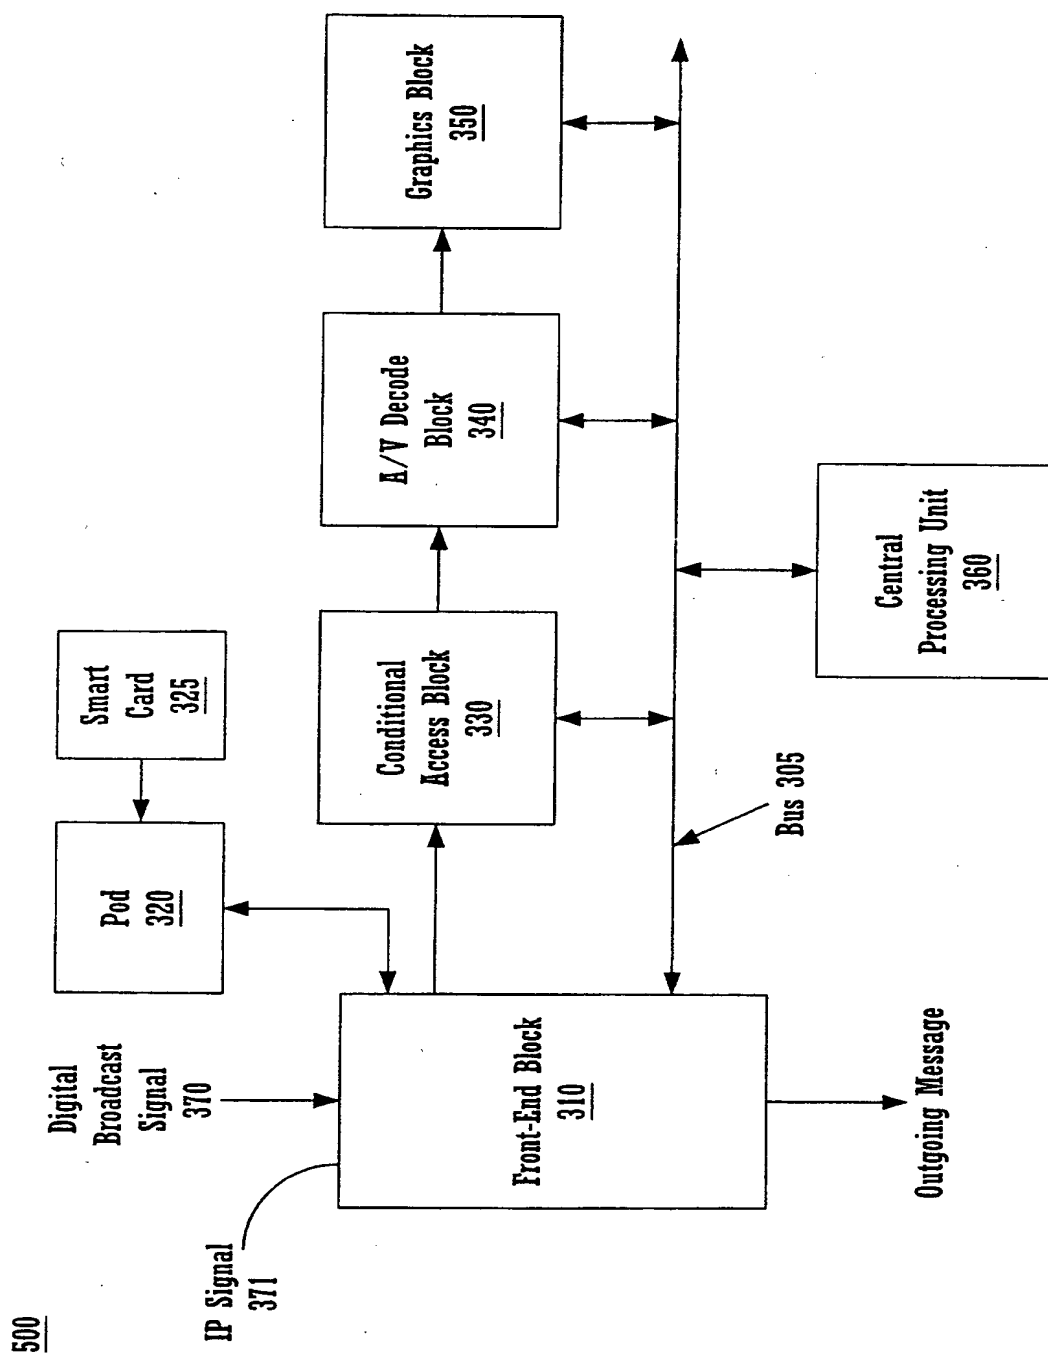 500
IP Signal
371
Digital
Broadcast
Signal
370
Pod
320
Smart
Card
325
Front-End Block
310
Conditional
Access Block
330
A/V Decode
Block
340
Graphics Block
350
Bus 305
Central
Processing Unit
360
Outgoing Message